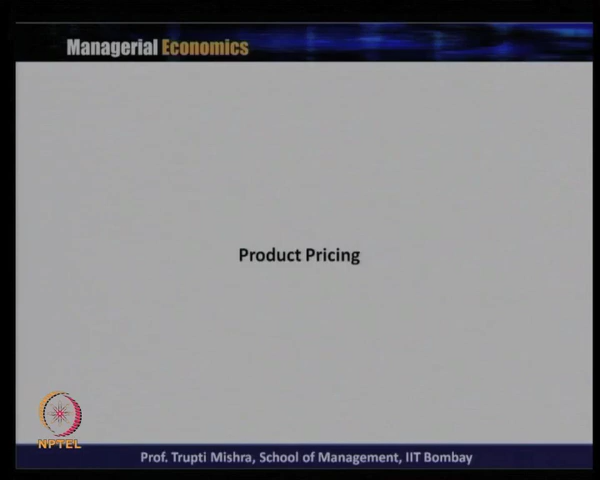 Managerial Economics
Product Pricing
NPTEL
Prof. Trupti Mishra, School of Management, IIT Bombay